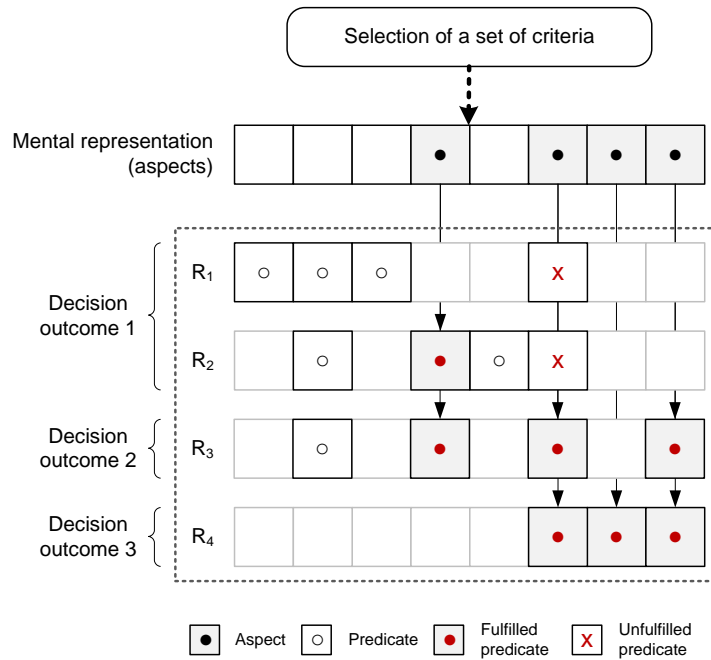 Selection of a set of criteria
Mental representation
(aspects)
Decision
outcome 1
R1
X
R2
X
Decision
outcome 2
R3
Decision
outcome 3
R4
Aspect
Predicate
Fulfilled
predicate
X
Unfulfilled
predicate